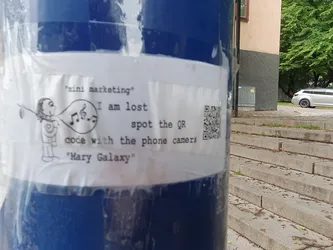 "mini marketing"
I am lost
spot the QR
code with the phone camera
"Mary Galaxy"